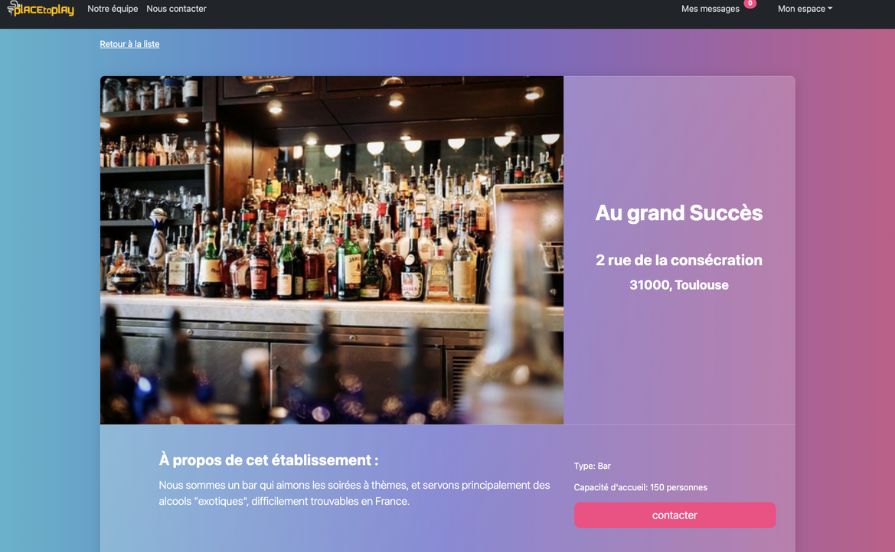 PLACEtoPLAY
Notre équipe
Nous contacter
Mes messages
0
Mon espace
Retour à la liste
Au grand Succès
2 rue de la consécration
31000, Toulouse
À propos de cet établissement :
Nous sommes un bar qui aimons les soirées à thèmes, et servons principalement des
alcools "exotiques", difficilement trouvables en France.
Type: Bar
Capacité d'accueil: 150 personnes
contacter